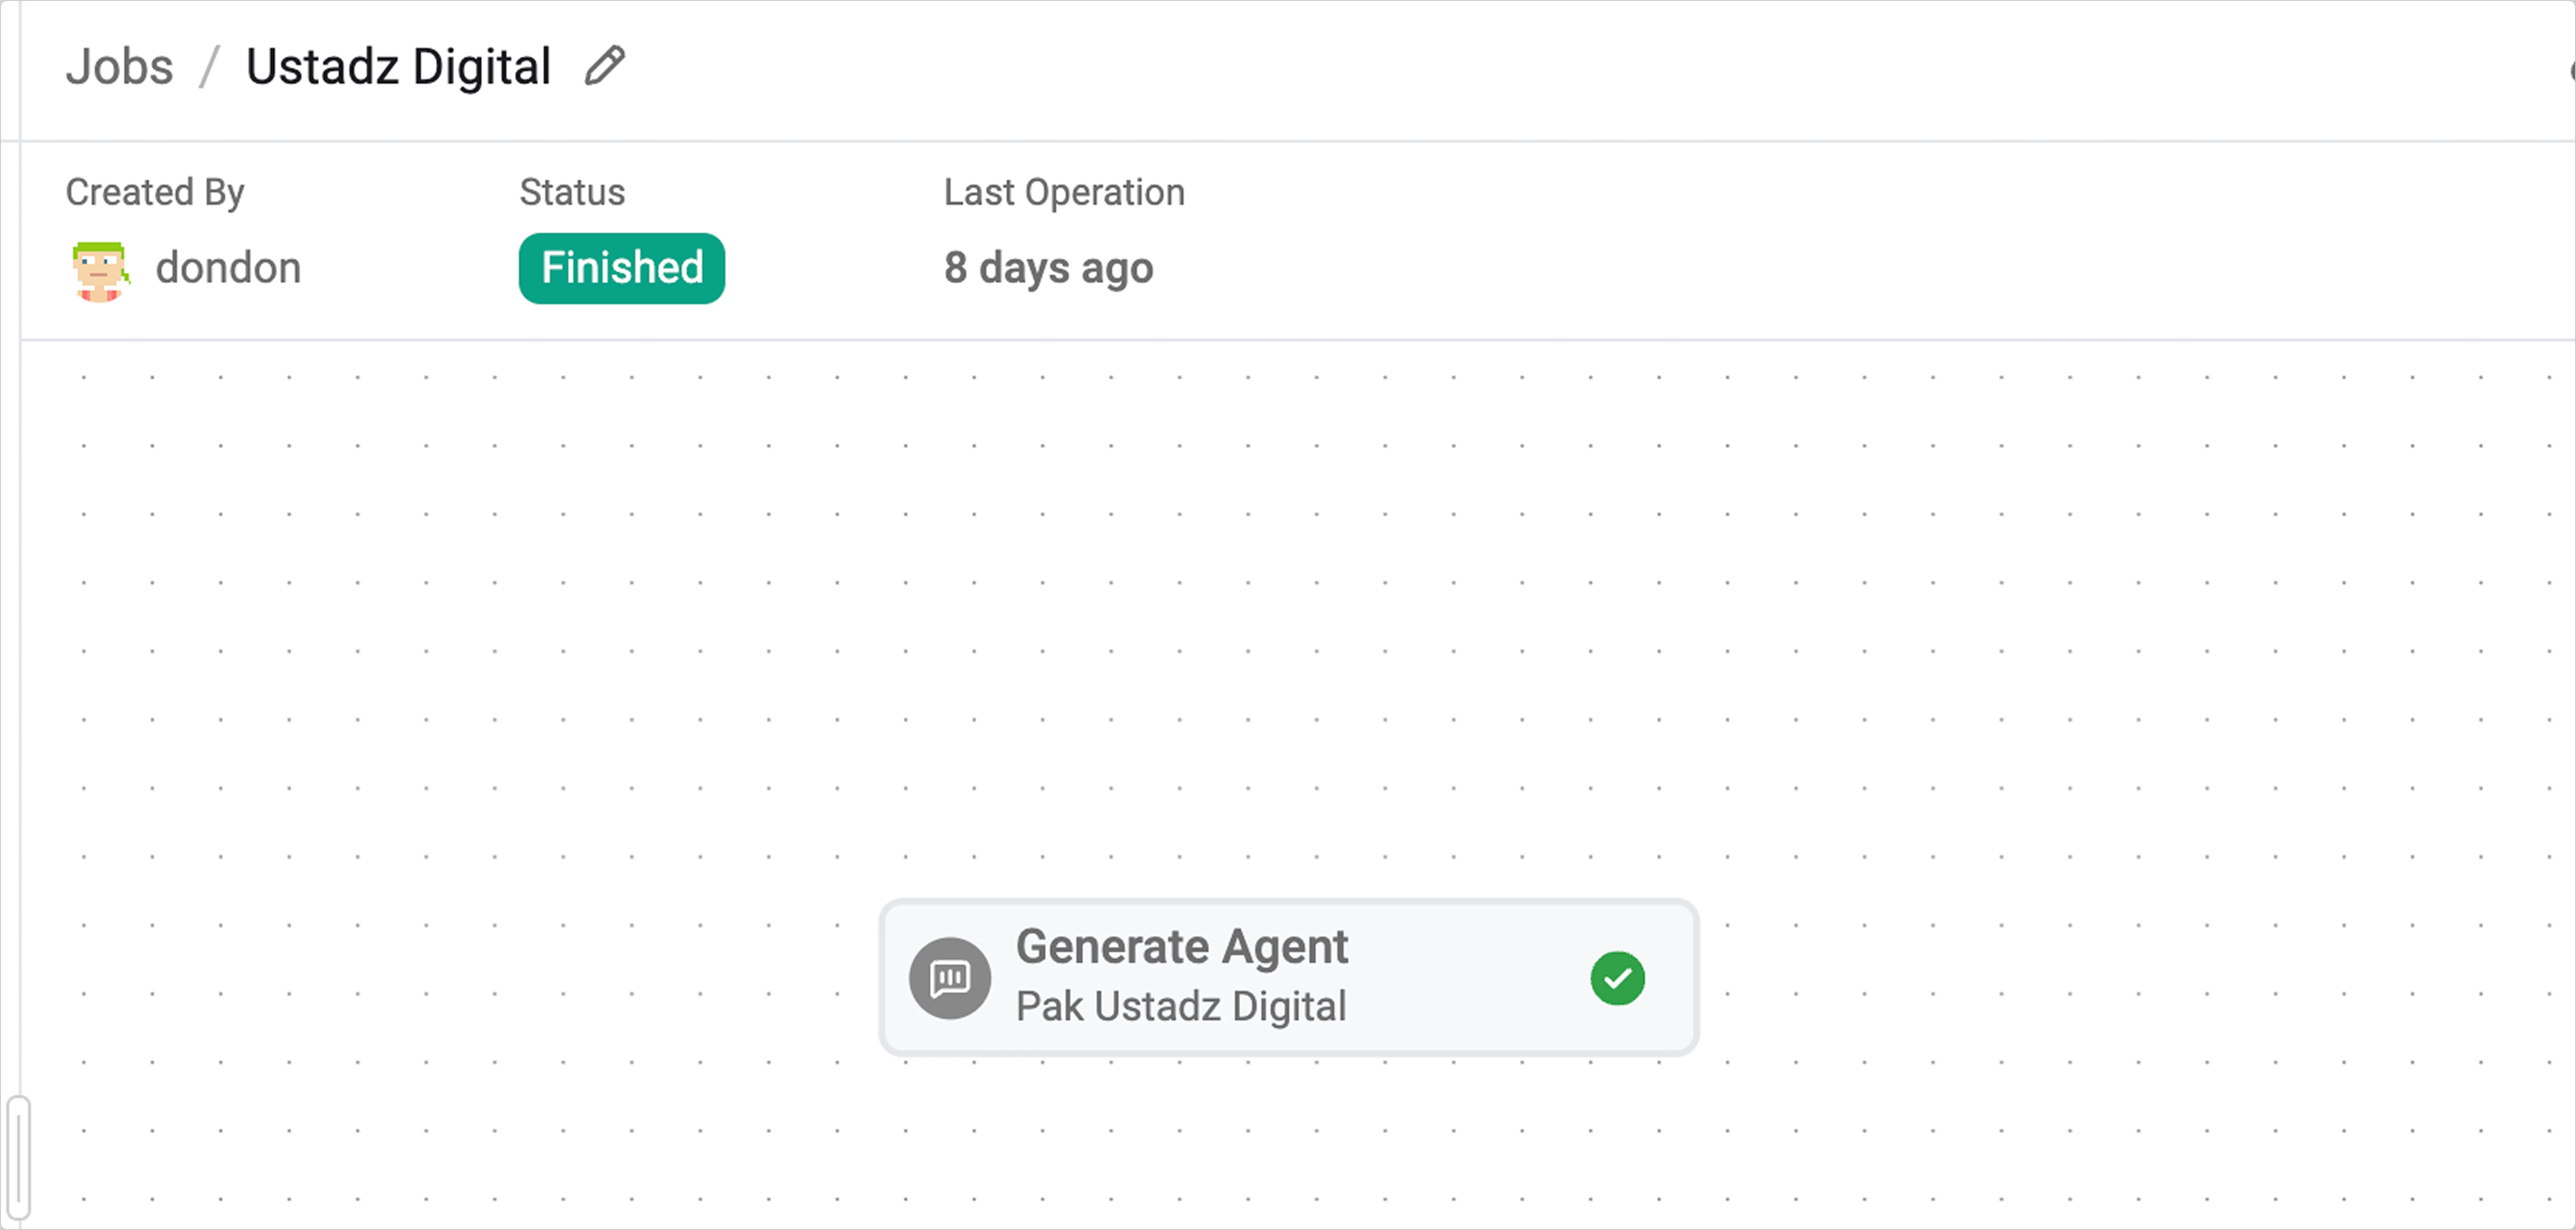 Jobs / Ustadz Digital
Created By
Status
Last Operation
dondon
Finished
8 days ago
Generate Agent
Pak Ustadz Digital